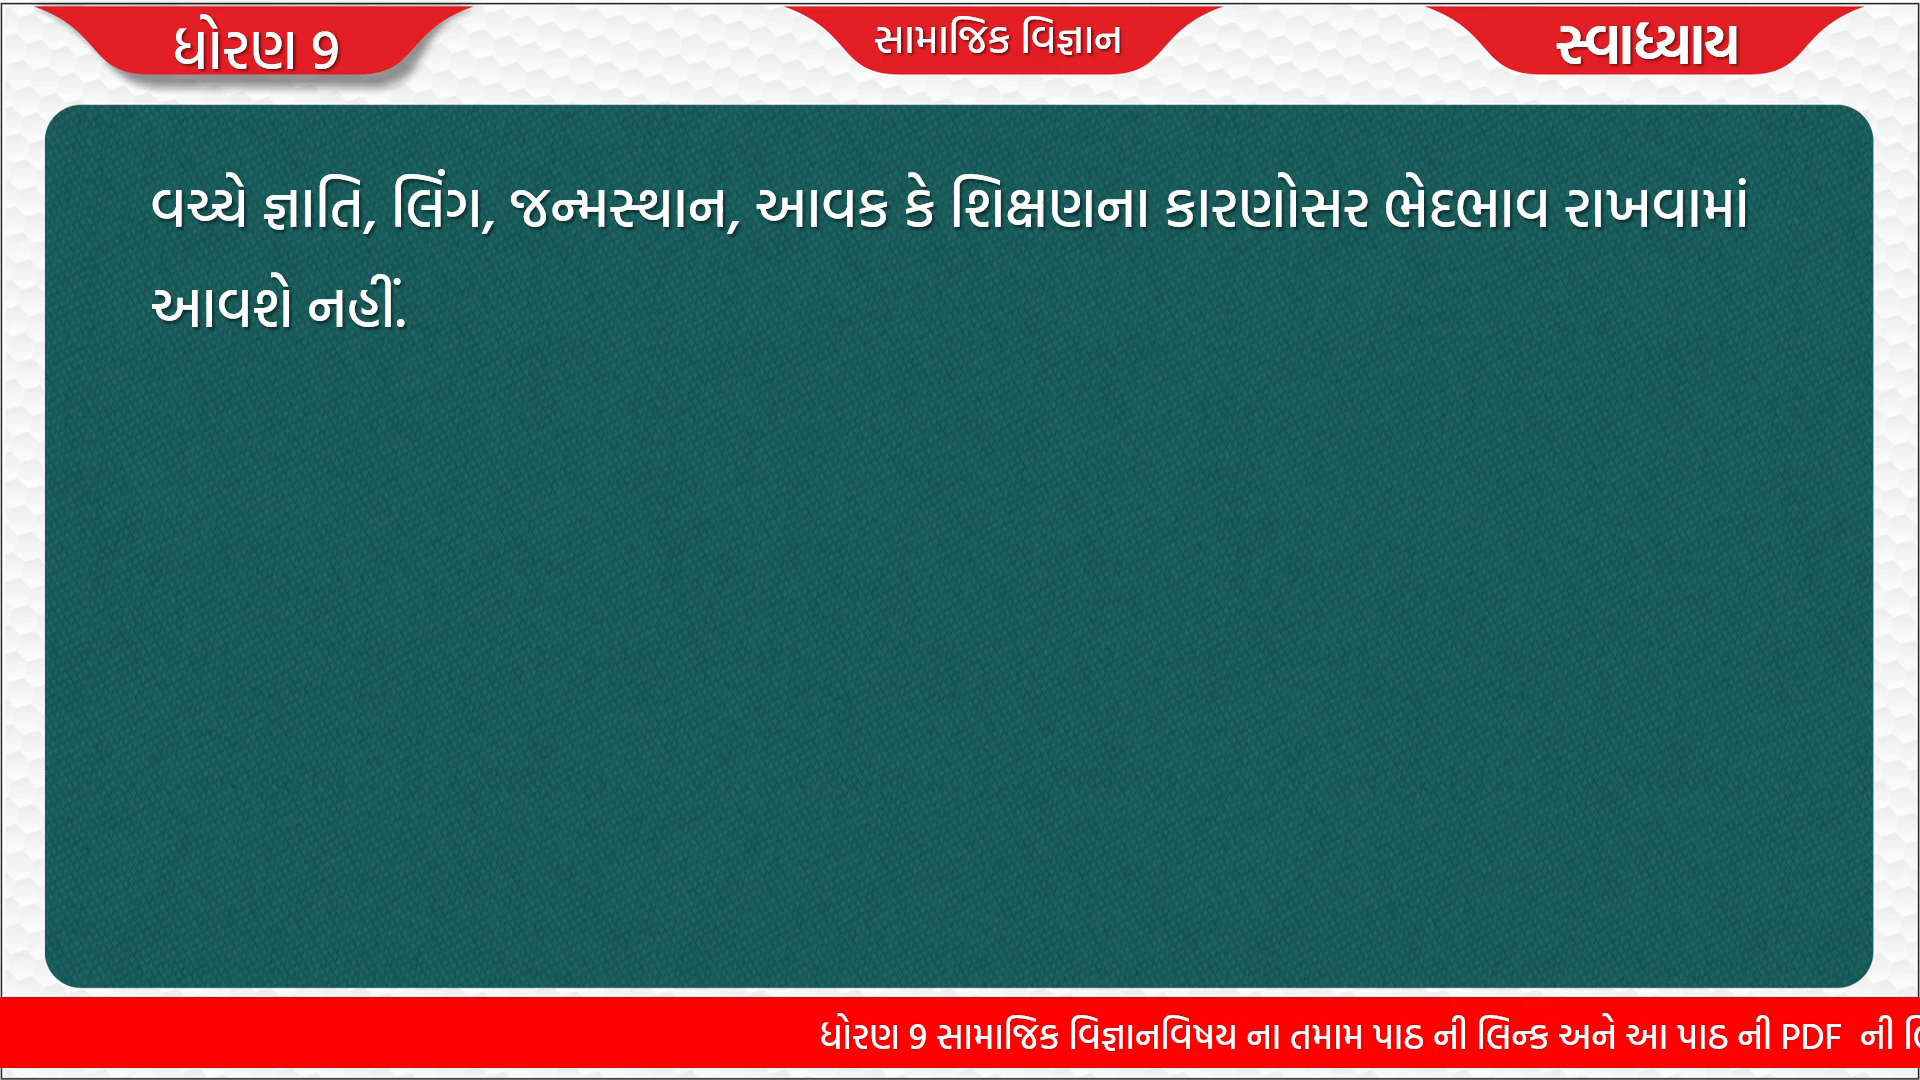 ધોરણ 9
સામાજિક વિજ્ઞાન
સ્વાધ્યાય
વચ્ચે જ્ઞાતિ, લિંગ, જન્મસ્થાન, આવક કે શિક્ષણના કારણોસર ભેદભાવ રાખવામાં
આવશે નહીં.
ધોરણ 9 સામાજિક વિજ્ઞાનવિષય ના તમામ પાઠ ની લિન્ક અને આ પાઠ ની PDF ની